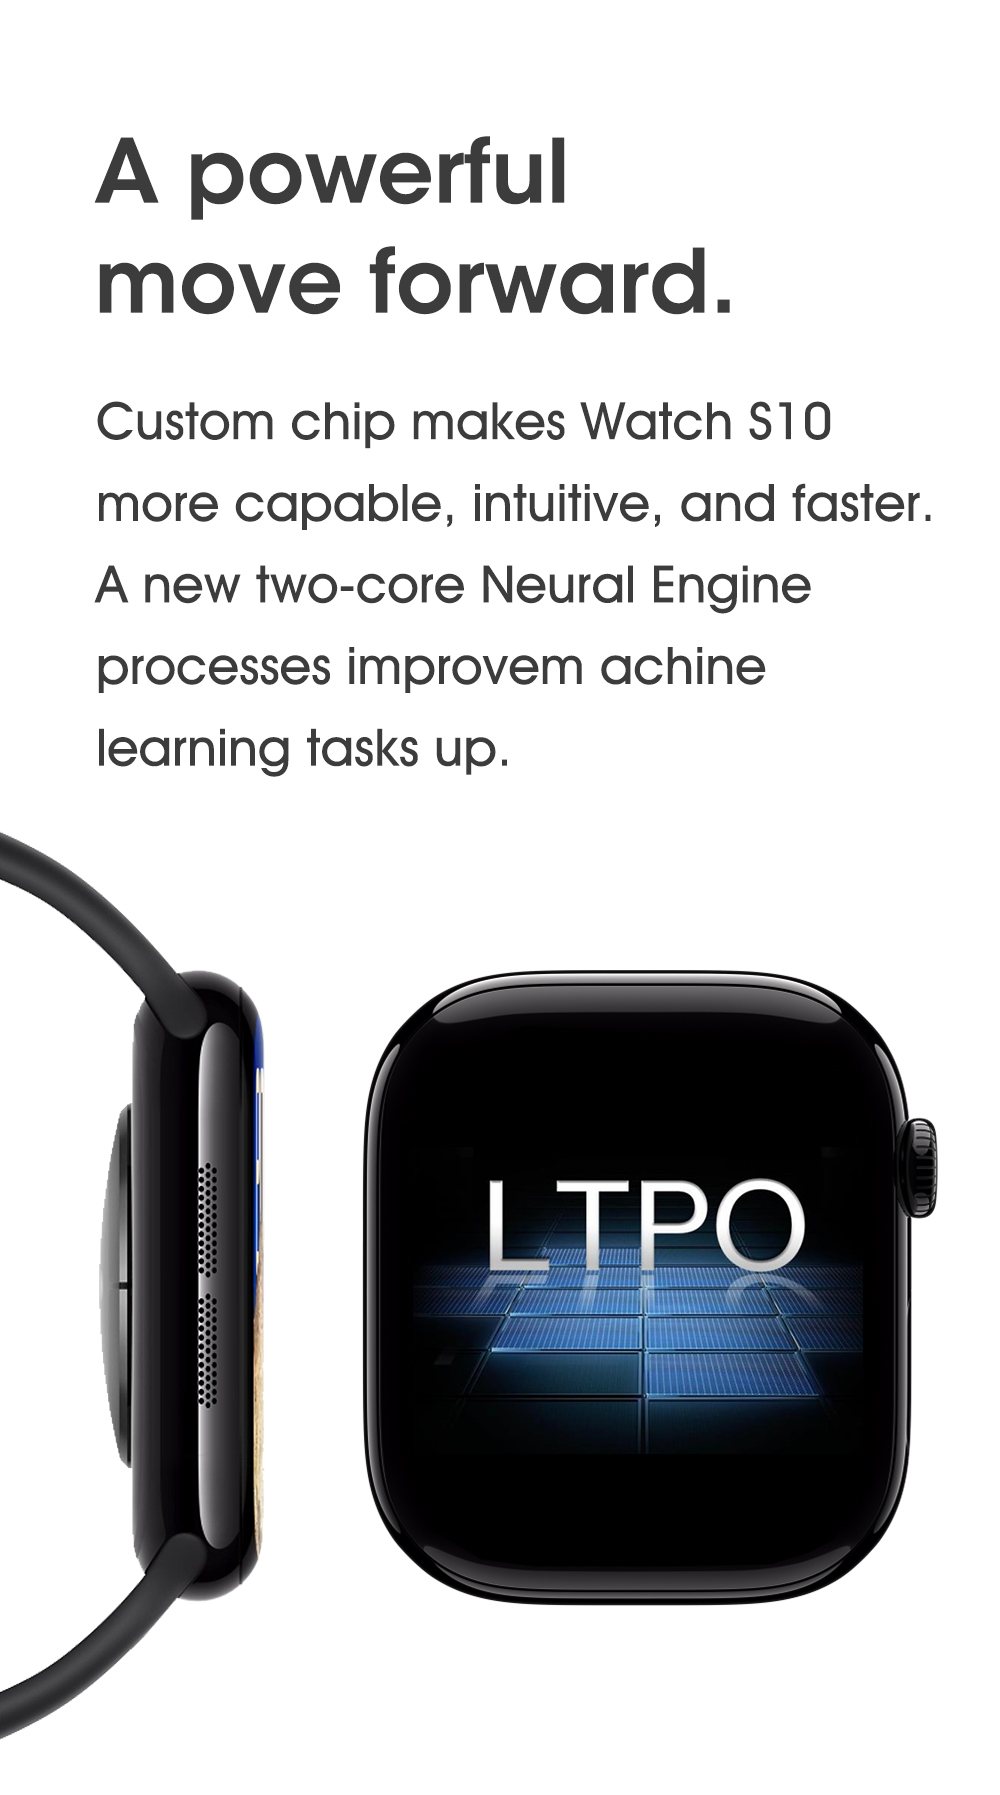 A powerful
move forward.
Custom chip makes Watch S10
more capable, intuitive, and faster.
A new two-core Neural Engine
processes improvem achine
learning tasks up.
LTPO